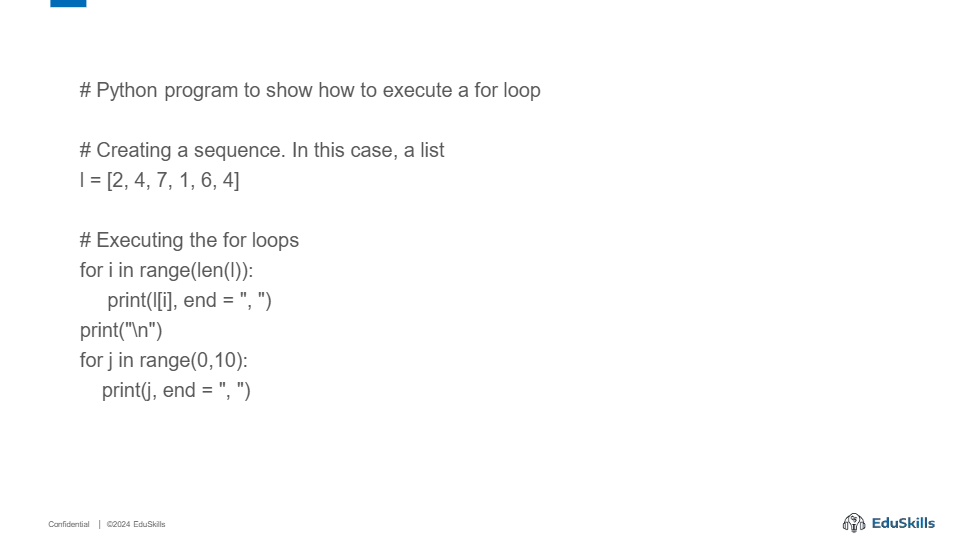 # Python program to show how to execute a for loop
# Creating a sequence. In this case, a list
l = [2, 4, 7, 1, 6, 4]
# Executing the for loops
for i in range(len(l)):
print(l[i], end = ", ")
print("\n")
for j in range(0,10):
print(j, end = ", ")
Confidential | ©2024 EduSkills
EduSkills